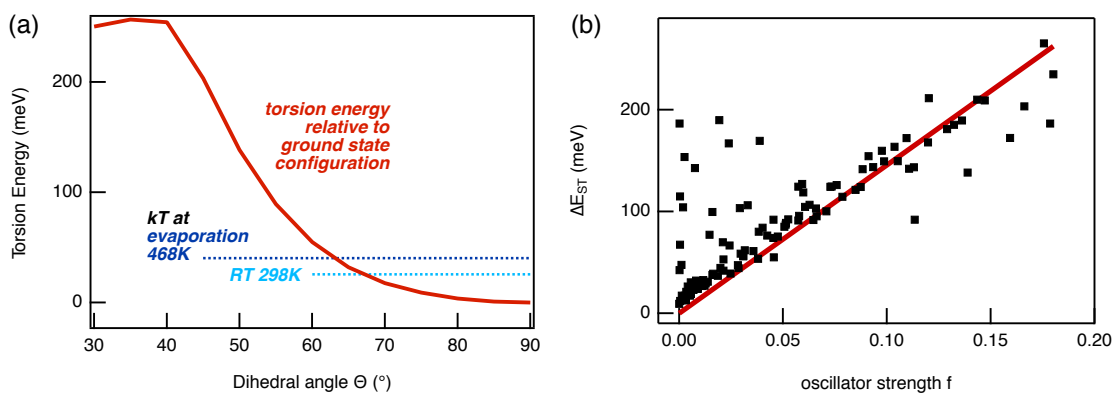 (a)
Torsion Energy (meV)
200
100
0
torsion energy
relative to
ground state
configuration
kT at
evaporation
468K
RT 298K
30 40 50 60 70 80 90
Dihedral angle Θ (°)
(b)
ΔE_ST (meV)
200
100
0
0.00 0.05 0.10 0.15 0.20
oscillator strength f